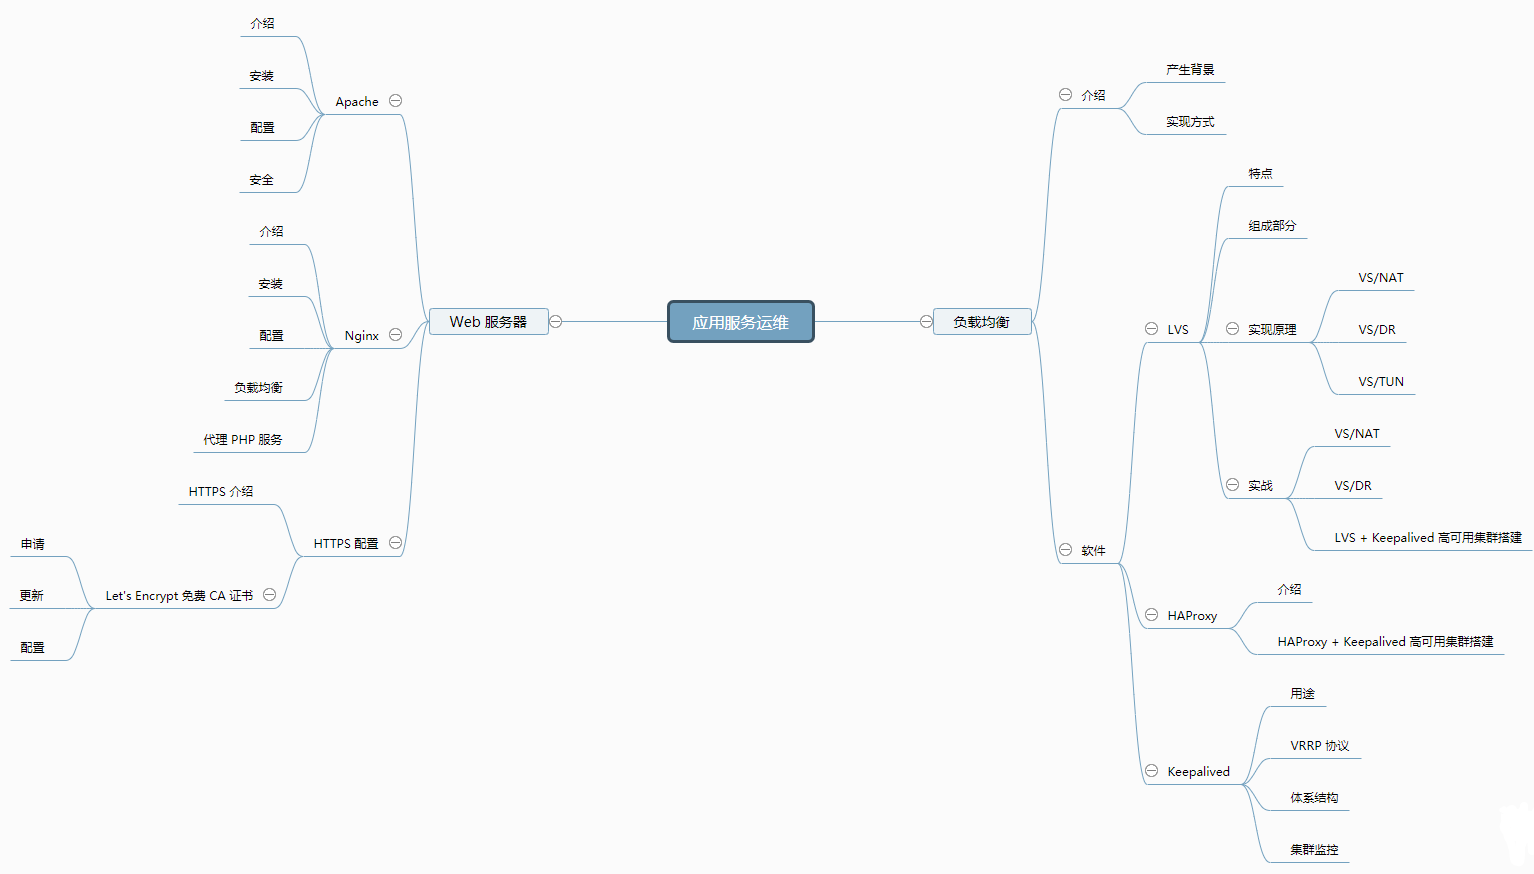 应用服务运维
Web 服务器
Apache
介绍
安装
配置
安全
Nginx
介绍
安装
配置
负载均衡
代理 PHP 服务
HTTPS 配置
HTTPS 介绍
Let's Encrypt 免费 CA 证书
申请
更新
配置
负载均衡
介绍
产生背景
实现方式
软件
LVS
特点
组成部分
实现原理
VS/NAT
VS/DR
VS/TUN
实战
VS/NAT
VS/DR
LVS + Keepalived 高可用集群搭建
HAProxy
介绍
HAProxy + Keepalived 高可用集群搭建
Keepalived
用途
VRRP 协议
体系结构
集群监控